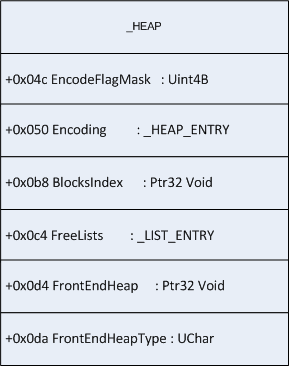 _HEAP
+0x04c EncodeFlagMask : Uint4B
+0x050 Encoding : _HEAP_ENTRY
+0x0b8 BlocksIndex : Ptr32 Void
+0x0c4 FreeLists : _LIST_ENTRY
+0x0d4 FrontEndHeap : Ptr32 Void
+0x0da FrontEndHeapType : UChar